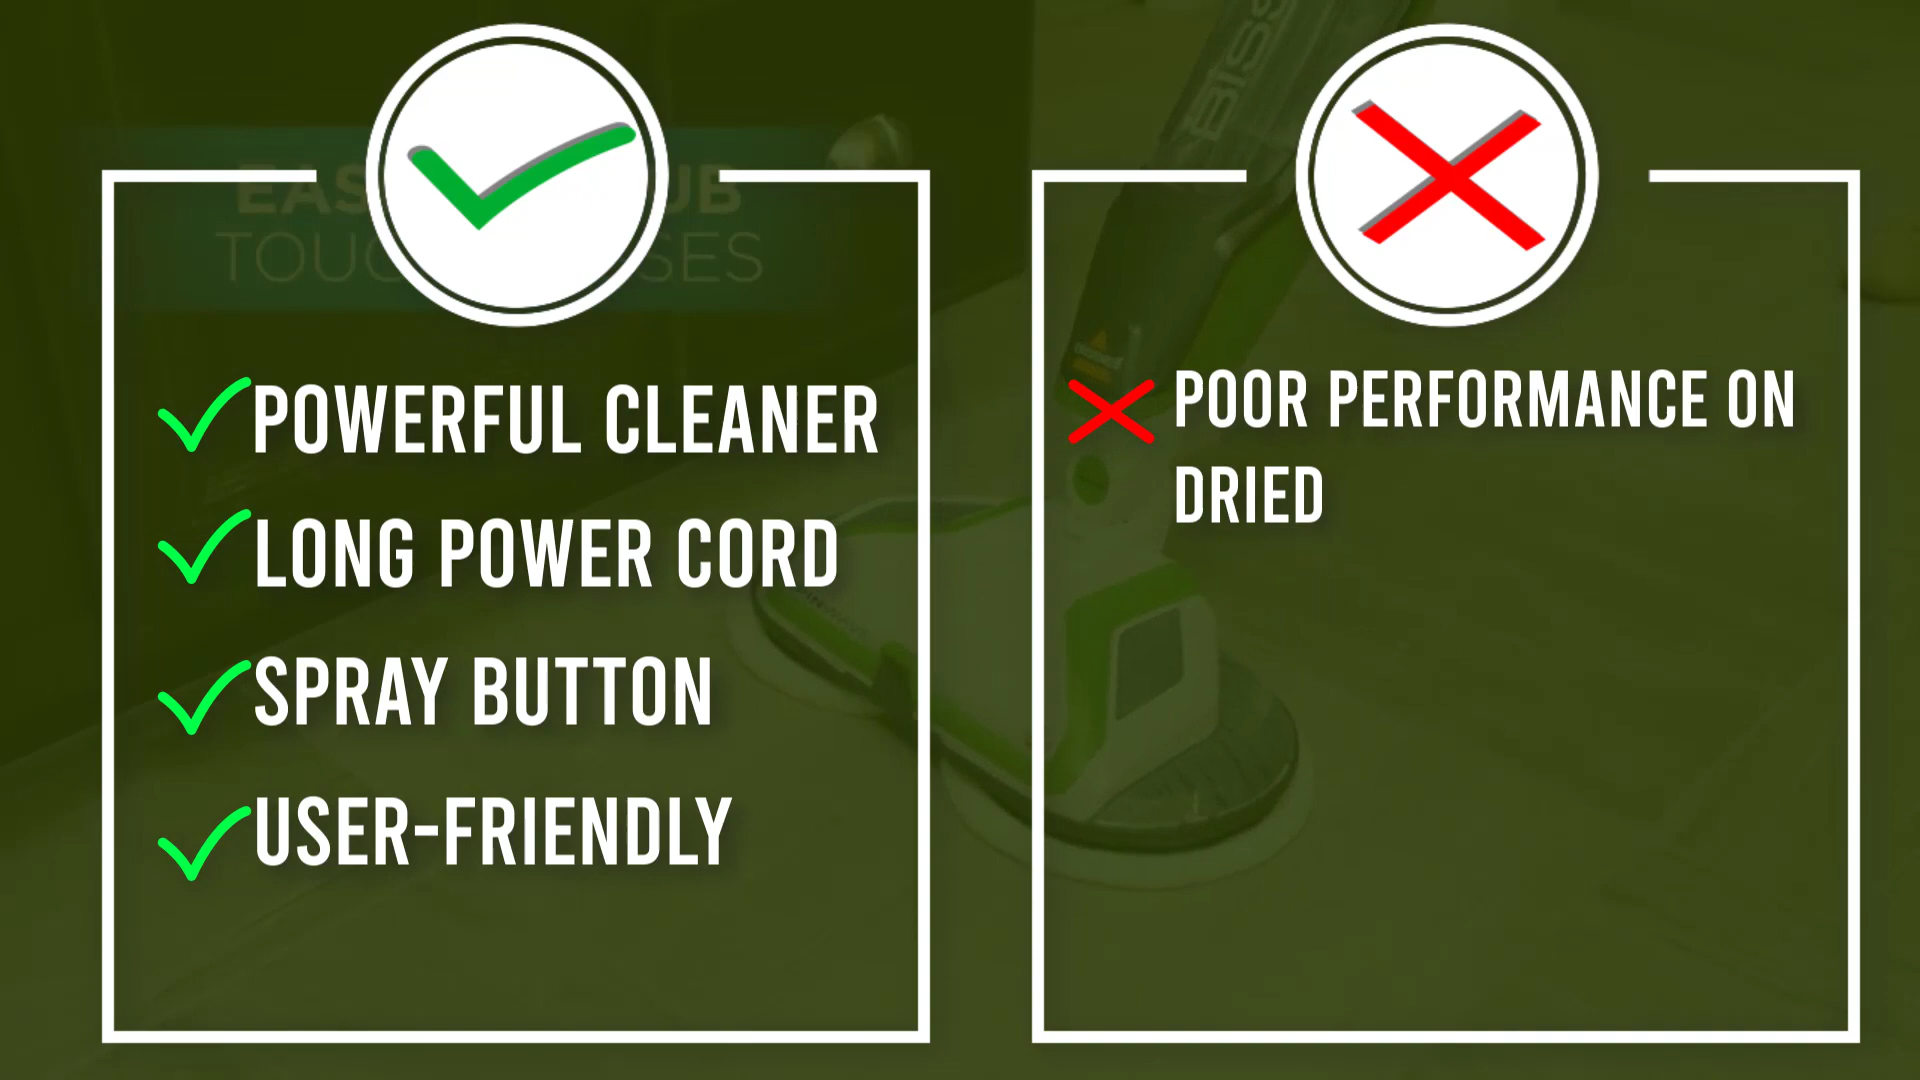 POWERFUL CLEANER
LONG POWER CORD
SPRAY BUTTON
USER-FRIENDLY
POOR PERFORMANCE ON
DRIED